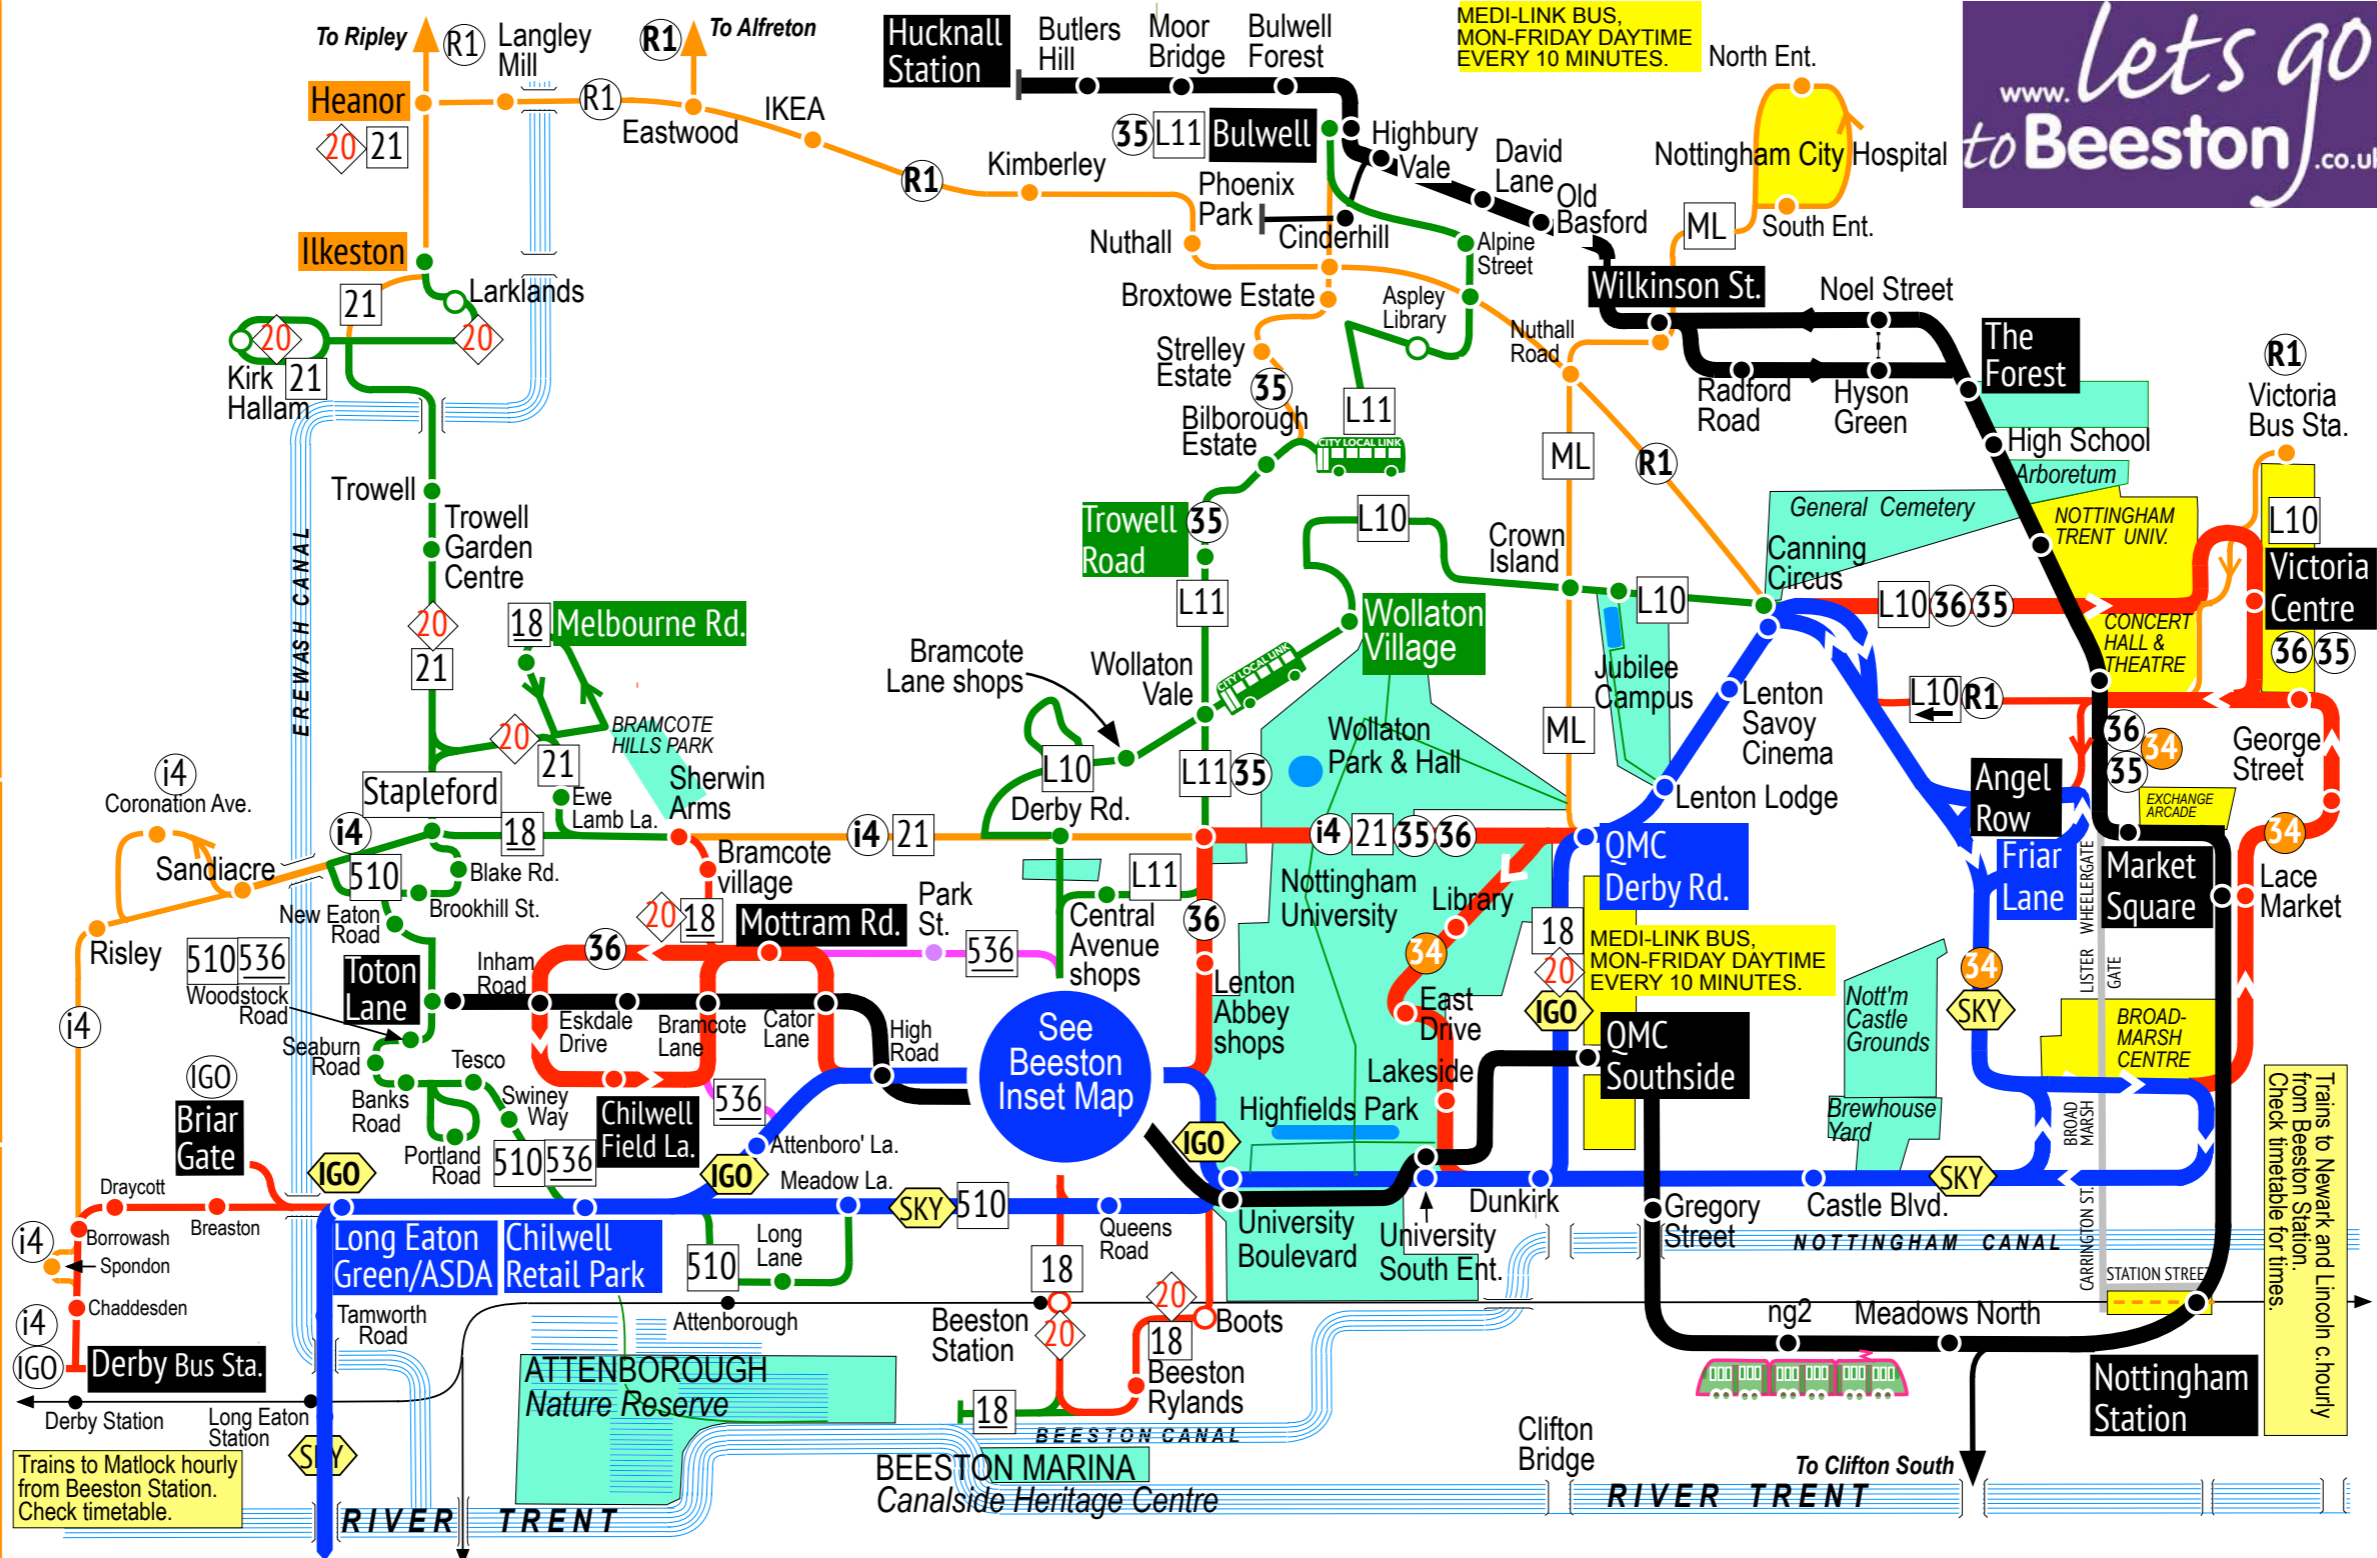 To Ripley
R1
Langley
Mill
R1
To Alfreton
Hucknall
Station
Butlers
Hill
Moor
Bridge
Bulwell
Forest
MEDI-LINK BUS,
MON-FRIDAY DAYTIME
EVERY 10 MINUTES.
North Ent.
www.lets go
to Beeston
Heanor
20 21
R1
Eastwood
IKEA
35 L11 Bulwell
Highbury
Vale
David
Lane
Old
Basford
Nottingham City Hospital
South Ent.
ML
R1
Kimberley
Phoenix
Park
Cinderhill
Nuthall
Alpine
Street
Ilkeston
21
Larklands
20
20
Kirk
Hallam
21
Broxtowe Estate
Aspley
Library
Nuthall
Road
Wilkinson St.
Noel Street
The
Forest
Strelley
Estate
35
Bilborough
Estate
L11
CITY LOCAL LINK
Radford
Road
Hyson
Green
High School
Arboretum
R1
Victoria
Bus Sta.
L10
Trowell
Trowell
Garden
Centre
EREWASH CANAL
20
21
Trowell
Road
35
L11
L10
ML
R1
Crown
Island
General Cemetery
Canning
Circus
NOTTINGHAM
TRENT UNIV.
Victoria
Centre
36 35
18 Melbourne Rd.
Bramcote
Lane shops
Wollaton
Vale
CITY LOCAL LINK
Wollaton
Village
L10
Jubilee
Campus
L10 36 35
CONCERT
HALL &
THEATRE
L10 R1
BRAMCOTE
HILLS PARK
20
21
Sherwin
Arms
L10
L11 35
Wollaton
Park & Hall
ML
Lenton
Savoy
Cinema
Lenton Lodge
36 34
35
George
Street
i4
Coronation Ave.
Stapleford
Ewe
Lamb La.
Derby Rd.
Angel
Row
EXCHANGE
ARCADE
34
Sandiacre
i4
18
i4 21
i4 21 35 36
QMC
Derby Rd.
Friar
Lane
Market
Square
Lace
Market
510
Blake Rd.
Brookhill St.
Bramcote
village
L11
Central
Avenue
shops
Nottingham
University
Library
LISTER
GATE
WHEELERGATE
Risley
New Eaton
Road
20 18
Mottram Rd.
Park
St.
536
36
34
18
20
IGO
MEDI-LINK BUS,
MON-FRIDAY DAYTIME
EVERY 10 MINUTES.
34
SKY
510 536
Woodstock
Road
Toton
Lane
Inham
Road
36
Eskdale
Drive
Bramcote
Lane
Cator
Lane
High
Road
See
Beeston
Inset Map
Lenton
Abbey
shops
East
Drive
Nott'm
Castle
Grounds
BROAD-
MARSH
CENTRE
i4
Seaburn
Road
Tesco
Banks
Road
Swiney
Way
536
Lakeside
Highfields Park
QMC
Southside
Brewhouse
Yard
BROAD
MARSH
IGO
Briar
Gate
Portland
Road
510 536
Chilwell
Field La.
Attenboro' La.
IGO
IGO
IGO
Meadow La.
SKY 510
Dunkirk
Castle Blvd.
SKY
Gregory
Street
Draycott
Breaston
Borrowash
i4
Spondon
Long Eaton
Green/ASDA
Chilwell
Retail Park
510
Long
Lane
Queens
Road
University
Boulevard
University
South Ent.
NOTTINGHAM CANAL
CARRINGTON ST.
STATION STREET
Trains to Newark and Lincoln c.hourly
from Beeston Station.
Check timetable for times.
18
Chaddesden
i4
IGO
Derby Bus Sta.
Tamworth
Road
Attenborough
Beeston
Station
20
20
18
Boots
Beeston
Rylands
ng2
Meadows North
Nottingham
Station
Derby Station
Long Eaton
Station
SKY
ATTENBOROUGH
Nature Reserve
18
BEESTON CANAL
Clifton
Bridge
To Clifton South
Trains to Matlock hourly
from Beeston Station.
Check timetable.
BEESTON MARINA
Canalside Heritage Centre
RIVER TRENT
RIVER TRENT